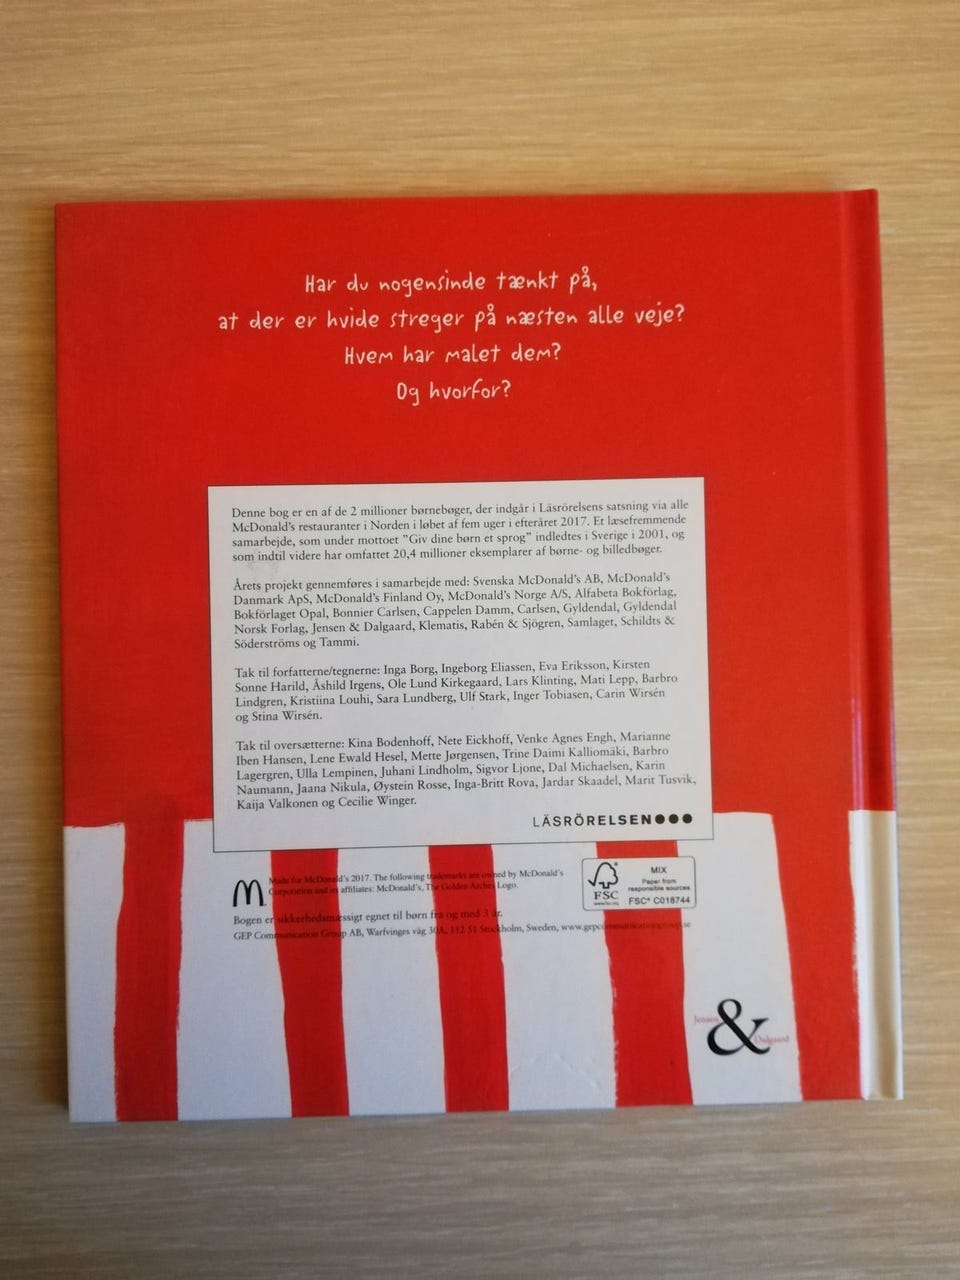 Har du nogensinde tænkt på,
at der er hvide streger på næsten alle veje?
Hvem har malet dem?
Og hvorfor?
Denne bog er en af de 2 millioner børnebøger, der indgår i Läsrörelsens satsning via alle
McDonald's restauranter i Norden i løbet af fem uger i efteråret 2017. Et læsefremmende
samarbejde, som under mottoet "Giv dine børn et sprog" indledtes i Sverige i 2001, og
som indtil videre har omfattet 20,4 millioner eksemplarer af børne- og billedbøger.
Årets projekt gennemføres i samarbejde med: Svenska McDonald's AB, McDonald's
Danmark ApS, McDonald's Finland Oy, McDonald's Norge A/S, Alfabeta Bokförlag,
Bokförlaget Opal, Bonnier Carlsen, Cappelen Damm, Carlsen, Gyldendal, Gyldendal
Norsk Forlag, Jensen & Dalgaard, Klematis, Rabén & Sjögren, Samlaget, Schildts &
Söderströms og Tammi.
Tak til forfatterne/tegnerne: Inga Borg, Ingeborg Eliassen, Eva Eriksson, Kirsten
Sonne Harild, Åshild Irgens, Ole Lund Kirkegaard, Lars Klinting, Mati Lepp, Barbro
Lindgren, Kristiina Louhi, Sara Lundberg, Ulf Stark, Inger Tobiasen, Carin Wirsén
og Stina Wirsén.
Tak til oversætterne: Kina Bodenhoff, Nete Eickhoff, Venke Agnes Engh, Marianne
Iben Hansen, Lene Ewald Hesel, Mette Jørgensen, Trine Daimi Kalliomäki, Barbro
Lagergren, Ulla Lempinen, Juhani Lindholm, Sigvor Ljone, Dal Michaelsen, Karin
Naumann, Jaana Nikula, Øystein Rosse, Inga-Britt Rova, Jardar Skaadel, Marit Tusvik,
Kaija Valkonen og Cecilie Winger.
LÄSRÖRELSEN●●●
Made for McDonald's 2017. The following trademarks are owned by McDonald's
Corporation and its affiliates: McDonald's, The Golden Arches Logo.
Bogen er sikkerhedsmæssigt egnet til børn fra og med 3 år.
GEP Communication Group AB, Warfvinges väg 30A, 112 51 Stockholm, Sweden, www.gepcommunicationgroup.se
FSC
www.fsc.org
MIX
Paper from
responsible sources
FSC® C018744
Jensen & Dalgaard